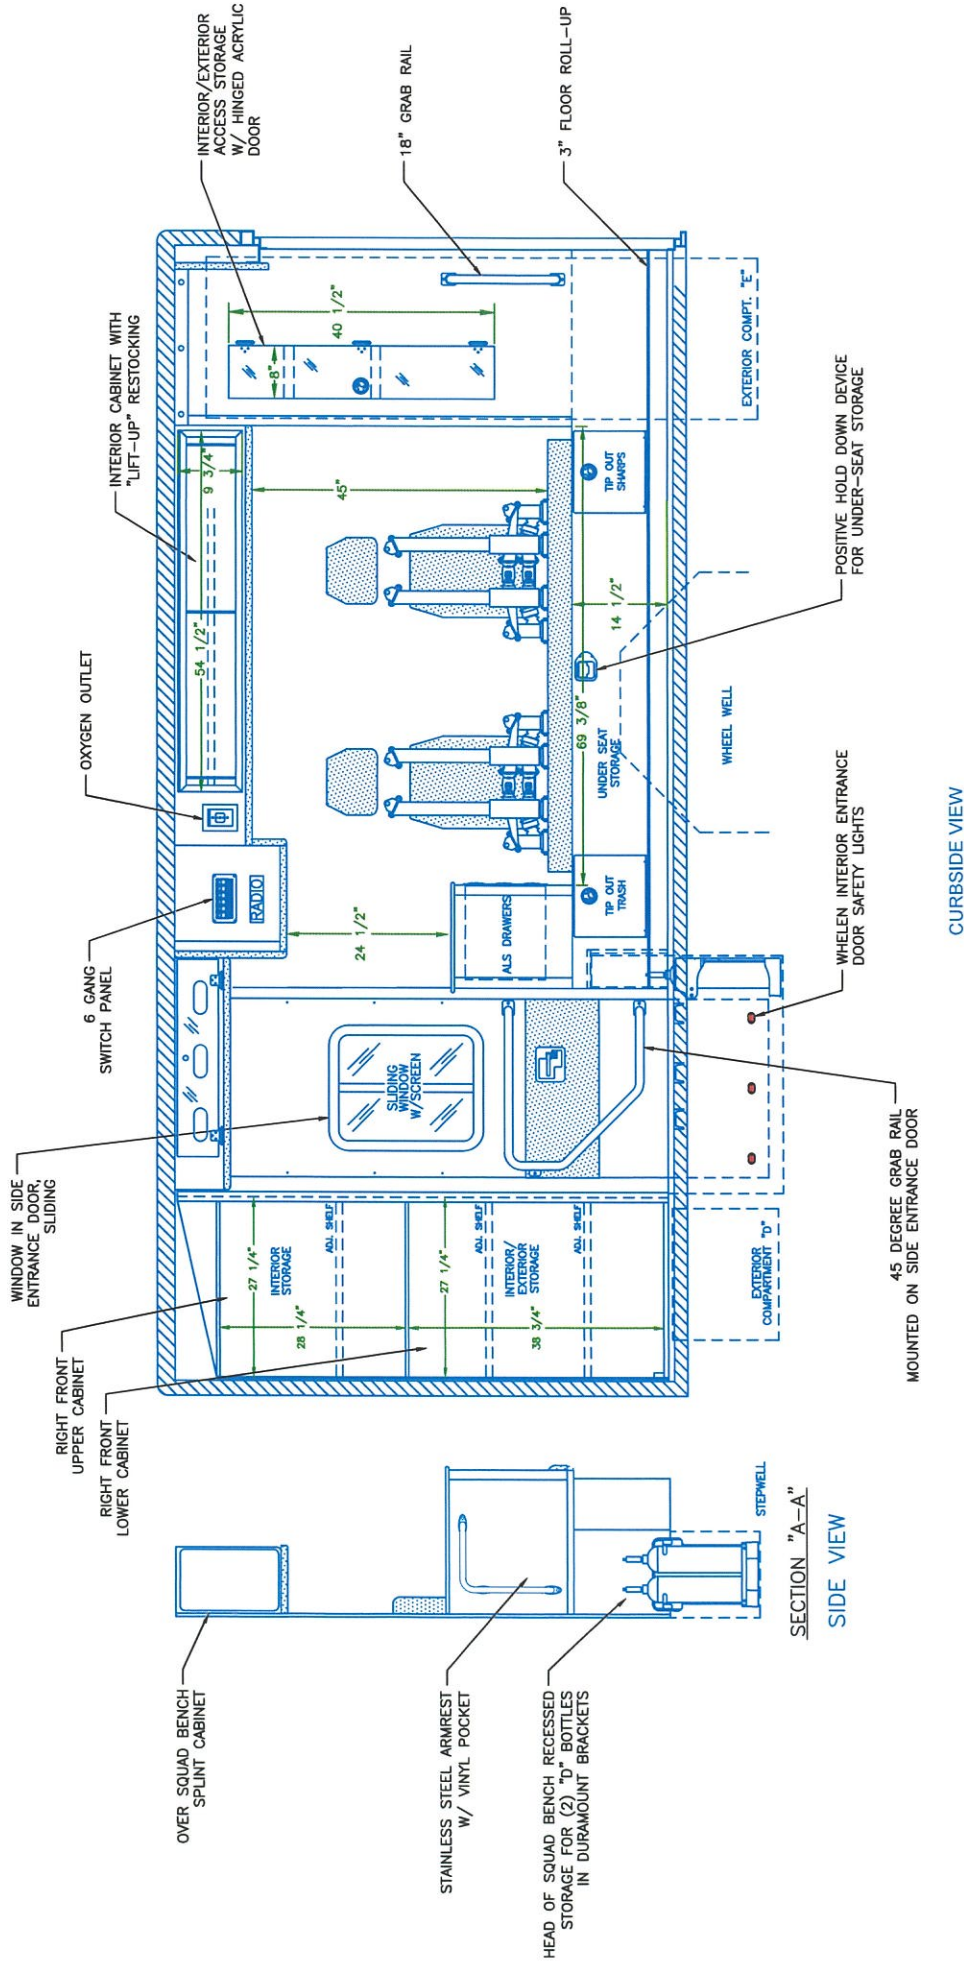 WINDOW IN SIDE
ENTRANCE DOOR,
SLIDING
RIGHT FRONT
UPPER CABINET
RIGHT FRONT
LOWER CABINET
6 GANG
SWITCH PANEL
OXYGEN OUTLET
INTERIOR CABINET WITH
"LIFT-UP" RESTOCKING
INTERIOR/EXTERIOR
ACCESS STORAGE
W/ HINGED ACRYLIC
DOOR
18" GRAB RAIL
3" FLOOR ROLL-UP
OVER SQUAD BENCH
SPLINT CABINET
STAINLESS STEEL ARMREST
W/ VINYL POCKET
HEAD OF SQUAD BENCH RECESSED
STORAGE FOR (2) "D" BOTTLES
IN DURAMOUNT BRACKETS
STEPWELL
SECTION "A-A"
SIDE VIEW
27 1/4"
INTERIOR
STORAGE
28 1/4"
ADJ. SHELF
27 1/4"
ADJ. SHELF
INTERIOR/
EXTERIOR
STORAGE
38 3/4"
ADJ. SHELF
EXTERIOR
COMPARTMENT "D"
SLIDING
WINDOW
W/SCREEN
RADIO
24 1/2"
ALS DRAWERS
TIP OUT
TRASH
54 1/2"
9 3/4"
45"
8"
40 1/2"
UNDER SEAT
STORAGE
69 3/8"
14 1/2"
TIP OUT
SHARPS
WHEEL WELL
EXTERIOR COMPT. "E"
45 DEGREE GRAB RAIL
MOUNTED ON SIDE ENTRANCE DOOR
WHELEN INTERIOR ENTRANCE
DOOR SAFETY LIGHTS
POSITIVE HOLD DOWN DEVICE
FOR UNDER-SEAT STORAGE
CURBSIDE VIEW